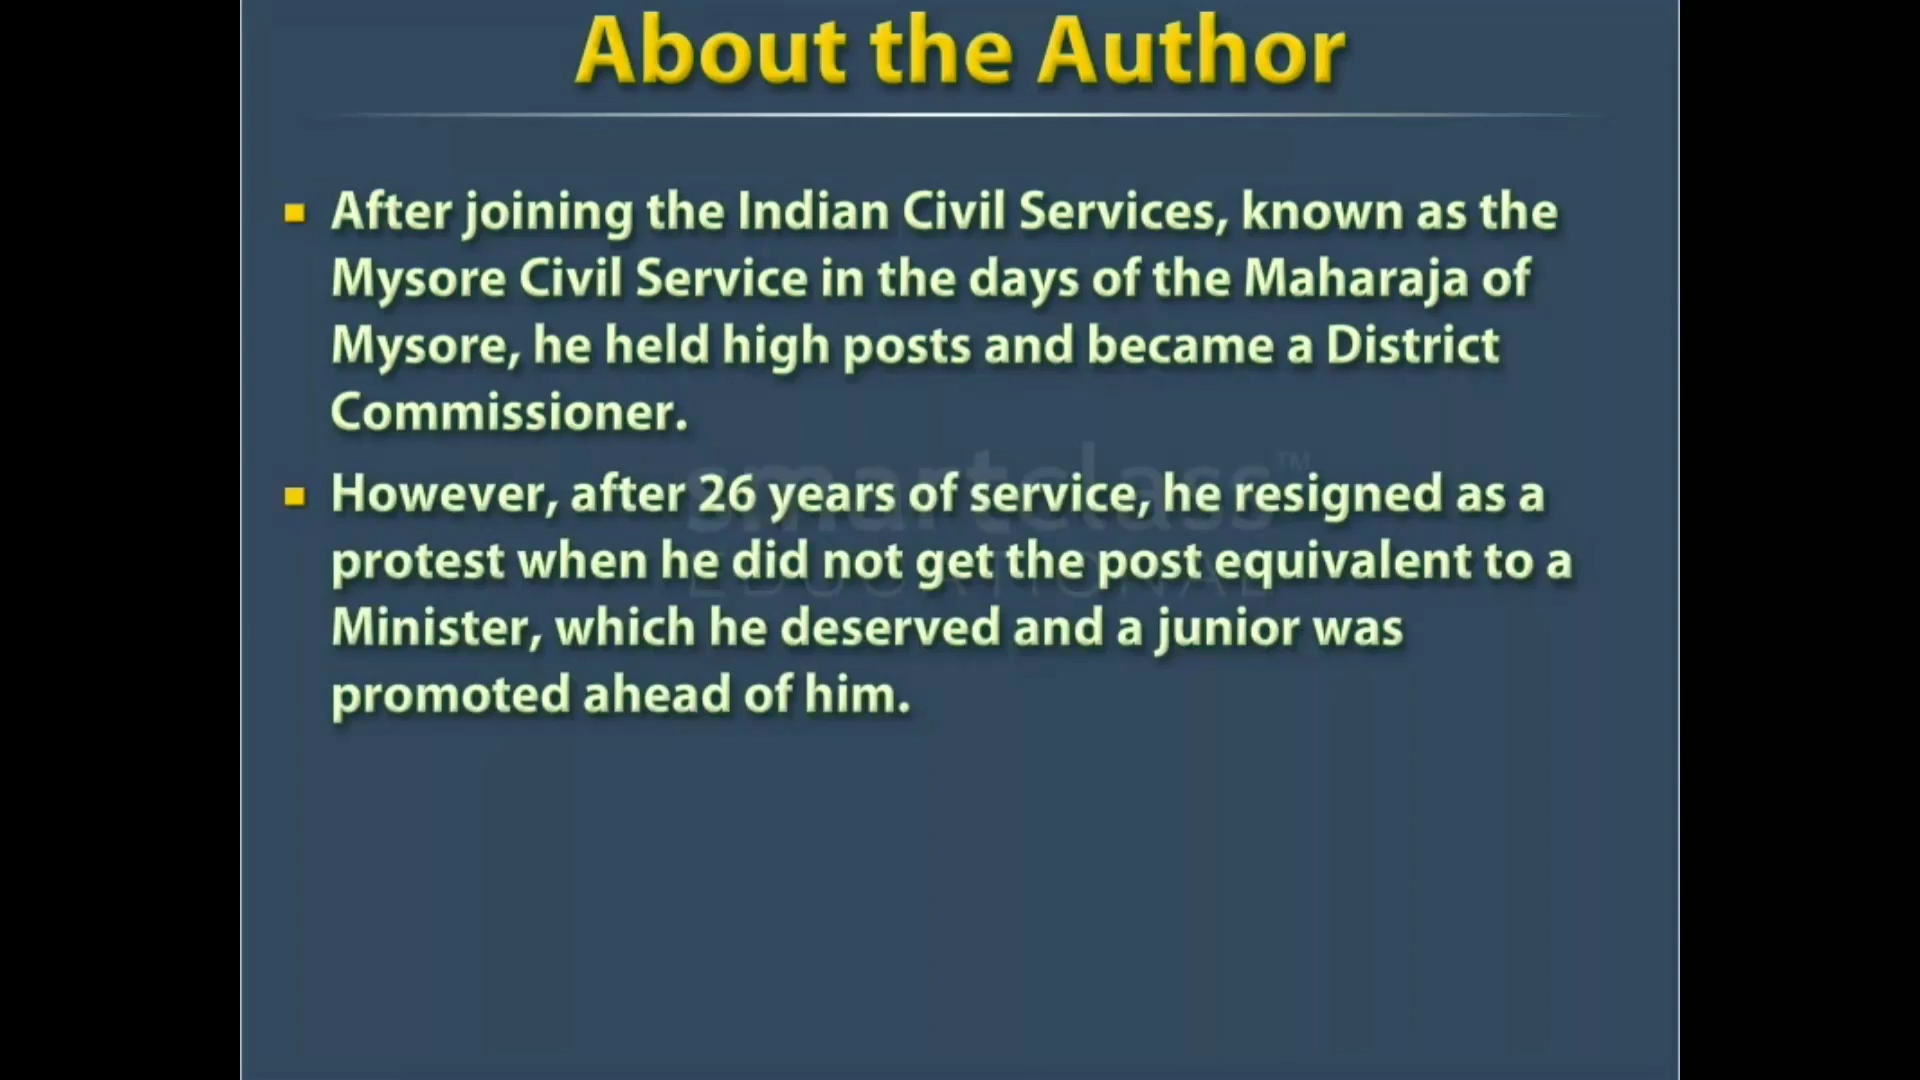 About the Author
After joining the Indian Civil Services, known as the
Mysore Civil Service in the days of the Maharaja of
Mysore, he held high posts and became a District
Commissioner.
However, after 26 years of service, he resigned as a
protest when he did not get the post equivalent to a
Minister, which he deserved and a junior was
promoted ahead of him.
smartclass™
EDUCATIONAL